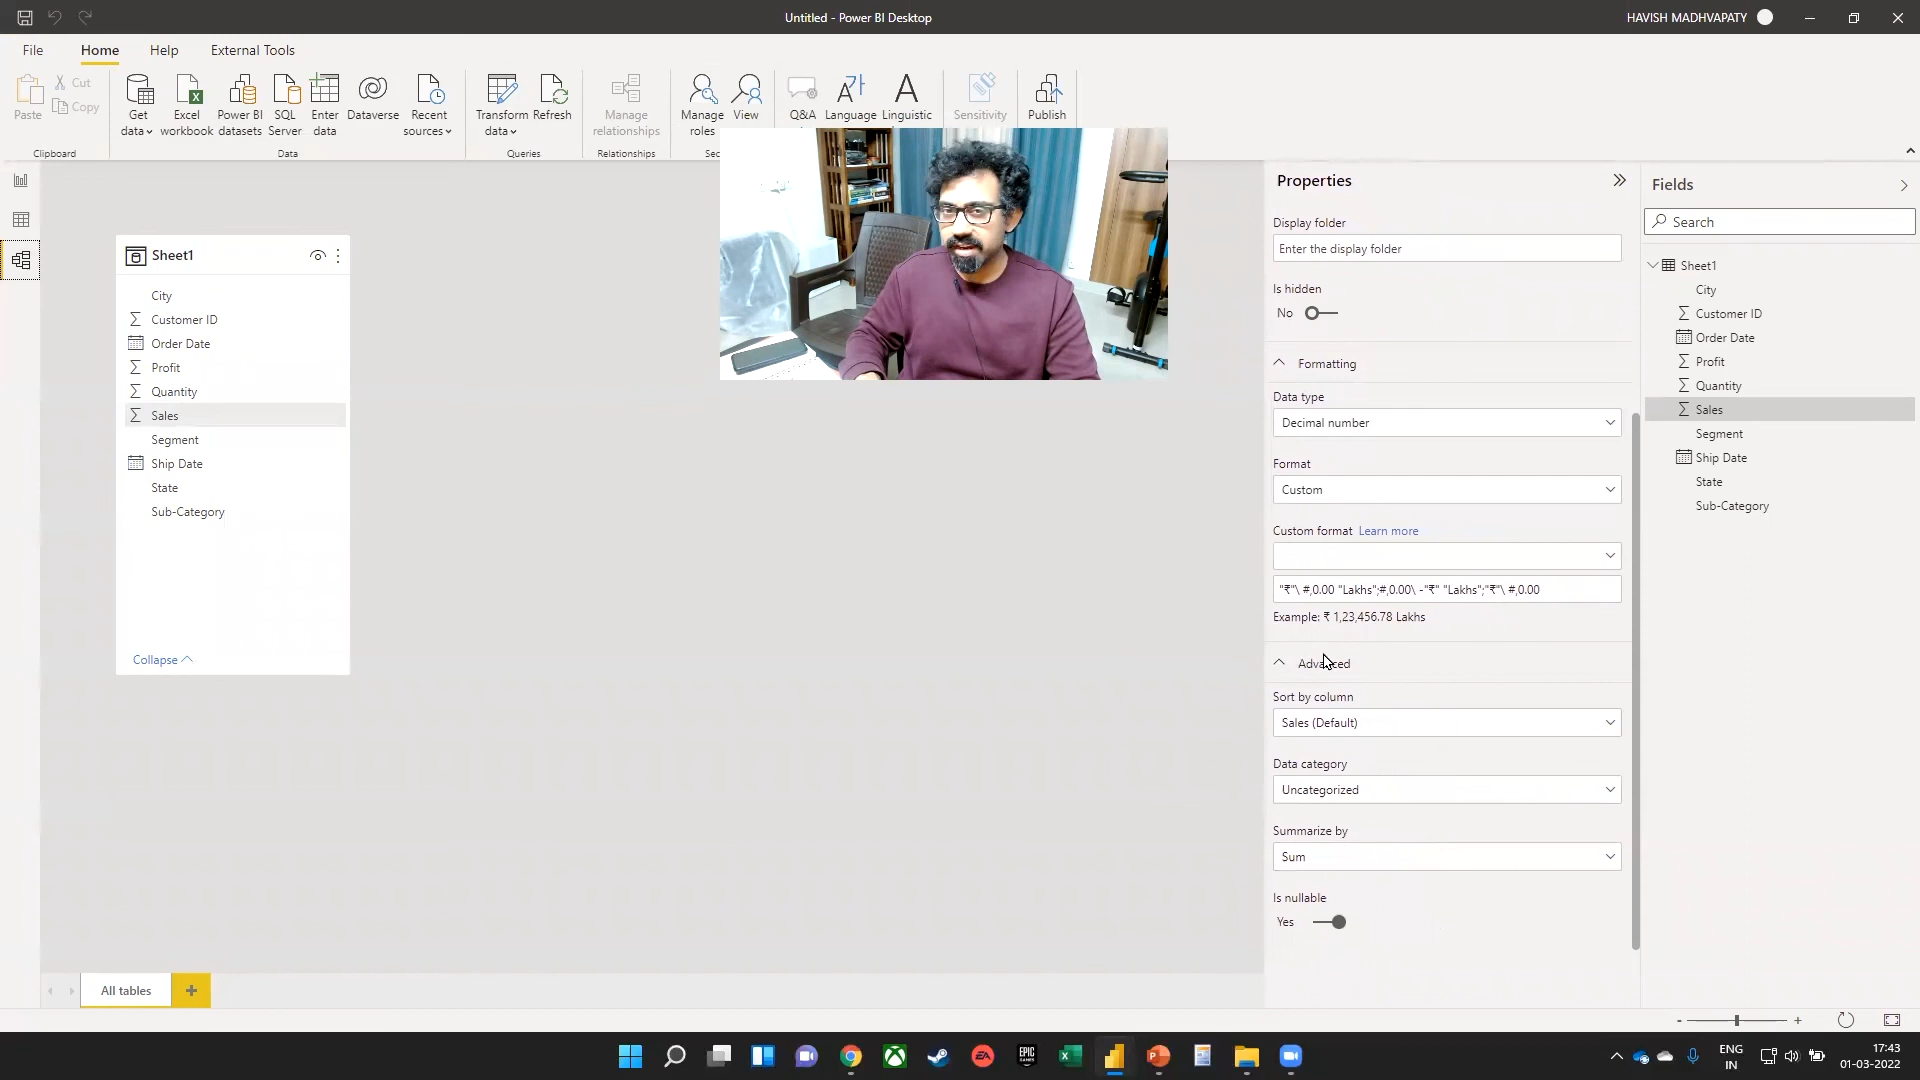 Untitled - Power BI Desktop
HAVISH MADHVAPATY
File
Home
Help
External Tools
Paste
Cut
Copy
Get data
Excel workbook
Power BI datasets
SQL Server
Enter data
Dataverse
Recent sources
Transform data
Refresh
Manage relationships
Manage roles
View
Q&A
Language
Linguistic
Sensitivity
Publish
Clipboard
Data
Queries
Relationships
Sec
Sheet1
City
Customer ID
Order Date
Profit
Quantity
Sales
Segment
Ship Date
State
Sub-Category
Collapse
Properties
Display folder
Enter the display folder
Is hidden
No
Formatting
Data type
Decimal number
Format
Custom
Custom format Learn more
"₹"\ #,0.00 "Lakhs";#,0.00\ -"₹" "Lakhs";"₹"\ #,0.00
Example: ₹ 1,23,456.78 Lakhs
Advanced
Sort by column
Sales (Default)
Data category
Uncategorized
Summarize by
Sum
Is nullable
Yes
Fields
Search
Sheet1
City
Customer ID
Order Date
Profit
Quantity
Sales
Segment
Ship Date
State
Sub-Category
All tables
+
- +
EA
EPIC GAMES
ENG
IN
17:43
01-03-2022